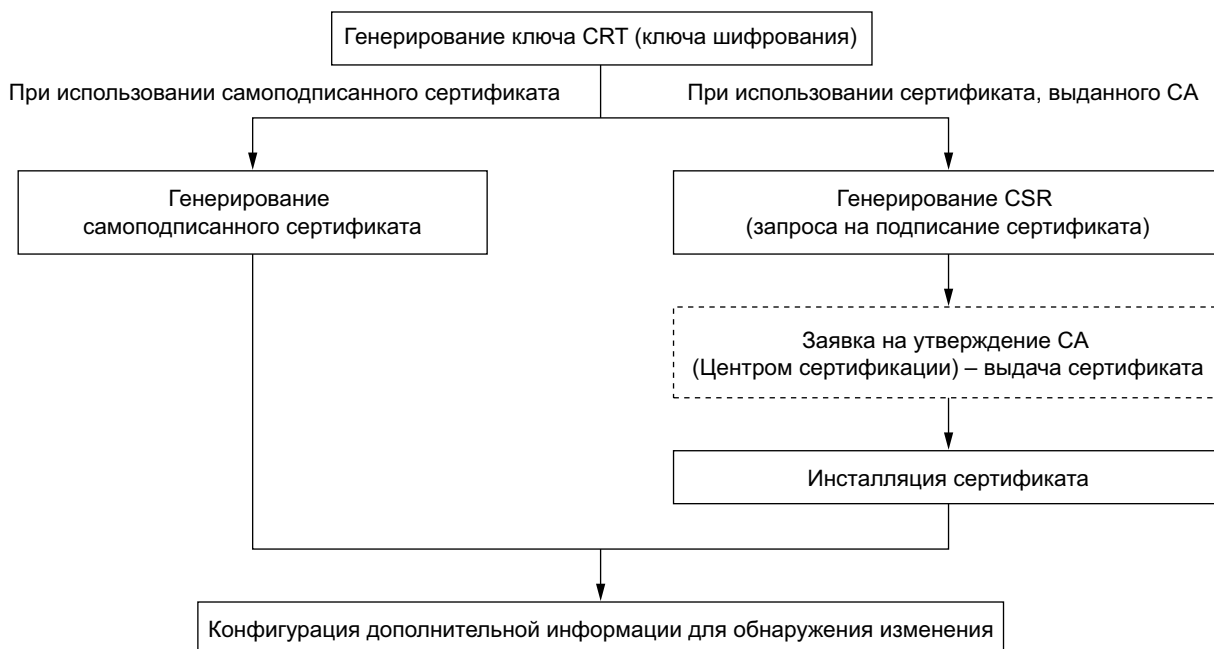 Генерирование ключа CRT (ключа шифрования)
При использовании самоподписанного сертификата
При использовании сертификата, выданного CA
Генерирование
самоподписанного сертификата
Генерирование CSR
(запроса на подписание сертификата)
Заявка на утверждение CA
(Центром сертификации) – выдача сертификата
Инсталляция сертификата
Конфигурация дополнительной информации для обнаружения изменения